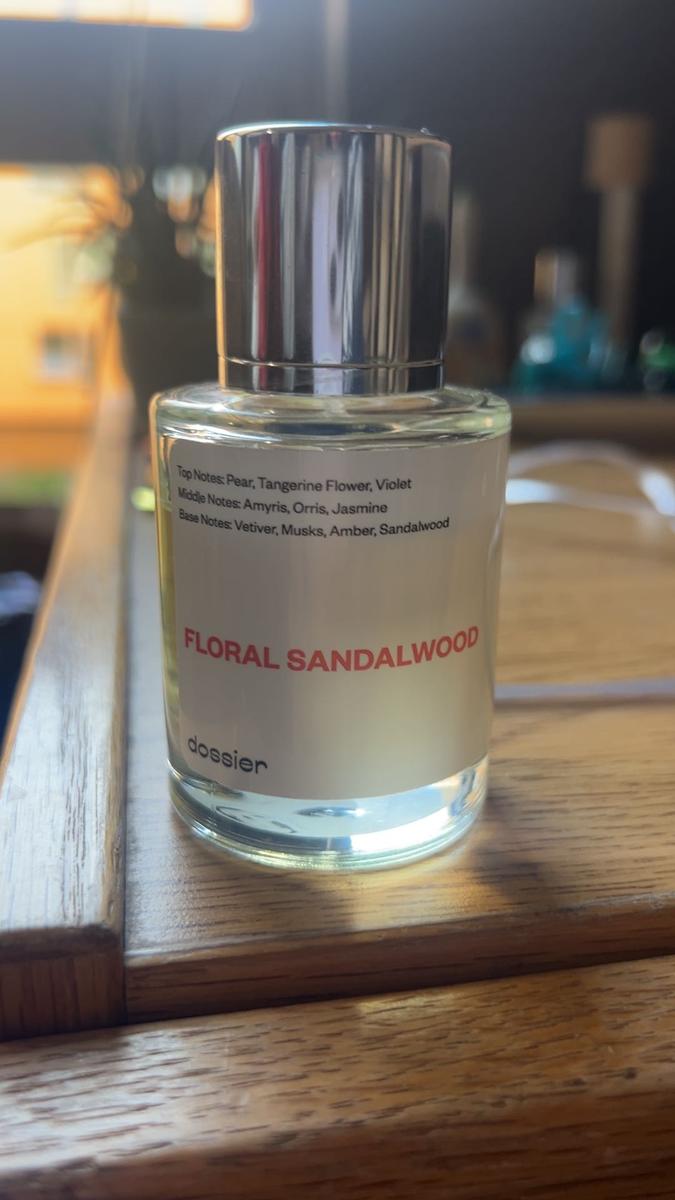 Top Notes: Pear, Tangerine Flower, Violet
Middle Notes: Amyris, Orris, Jasmine
Base Notes: Vetiver, Musks, Amber, Sandalwood
FLORAL SANDALWOOD
dossier